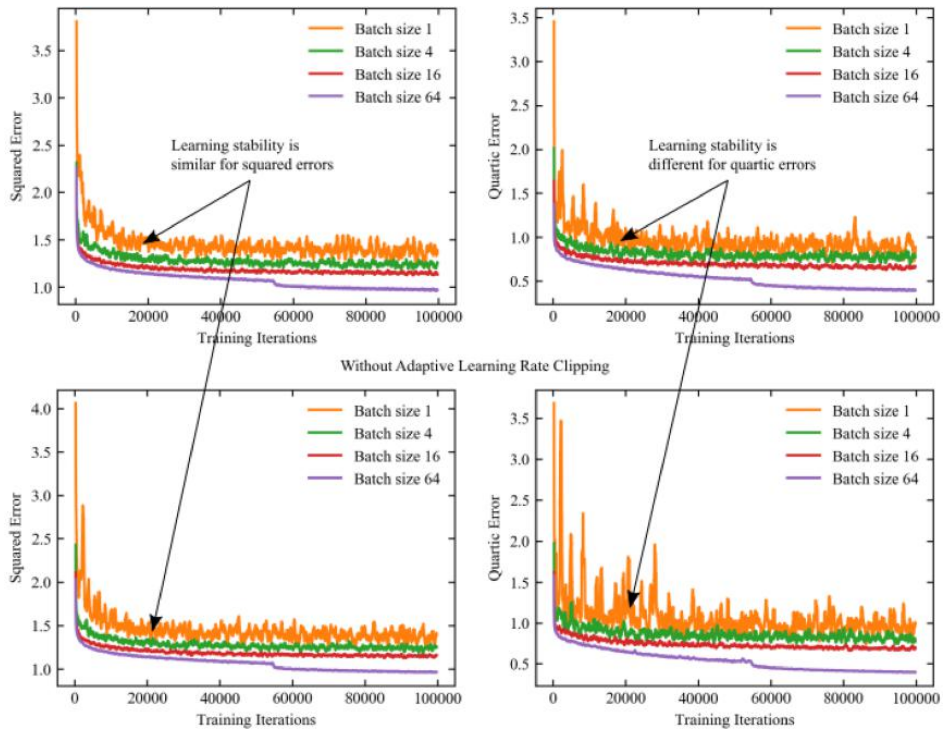 3.5
3.0
2.5
2.0
1.5
1.0
Squared Error
Batch size 1
Batch size 4
Batch size 16
Batch size 64
Learning stability is
similar for squared errors
0 20000 40000 60000 80000 100000
Training Iterations
3.5
3.0
2.5
2.0
1.5
1.0
0.5
Quartic Error
Batch size 1
Batch size 4
Batch size 16
Batch size 64
Learning stability is
different for quartic errors
0 20000 40000 60000 80000 100000
Training Iterations
Without Adaptive Learning Rate Clipping
4.0
3.5
3.0
2.5
2.0
1.5
1.0
Squared Error
Batch size 1
Batch size 4
Batch size 16
Batch size 64
0 20000 40000 60000 80000 100000
Training Iterations
3.5
3.0
2.5
2.0
1.5
1.0
0.5
Quartic Error
Batch size 1
Batch size 4
Batch size 16
Batch size 64
0 20000 40000 60000 80000 100000
Training Iterations